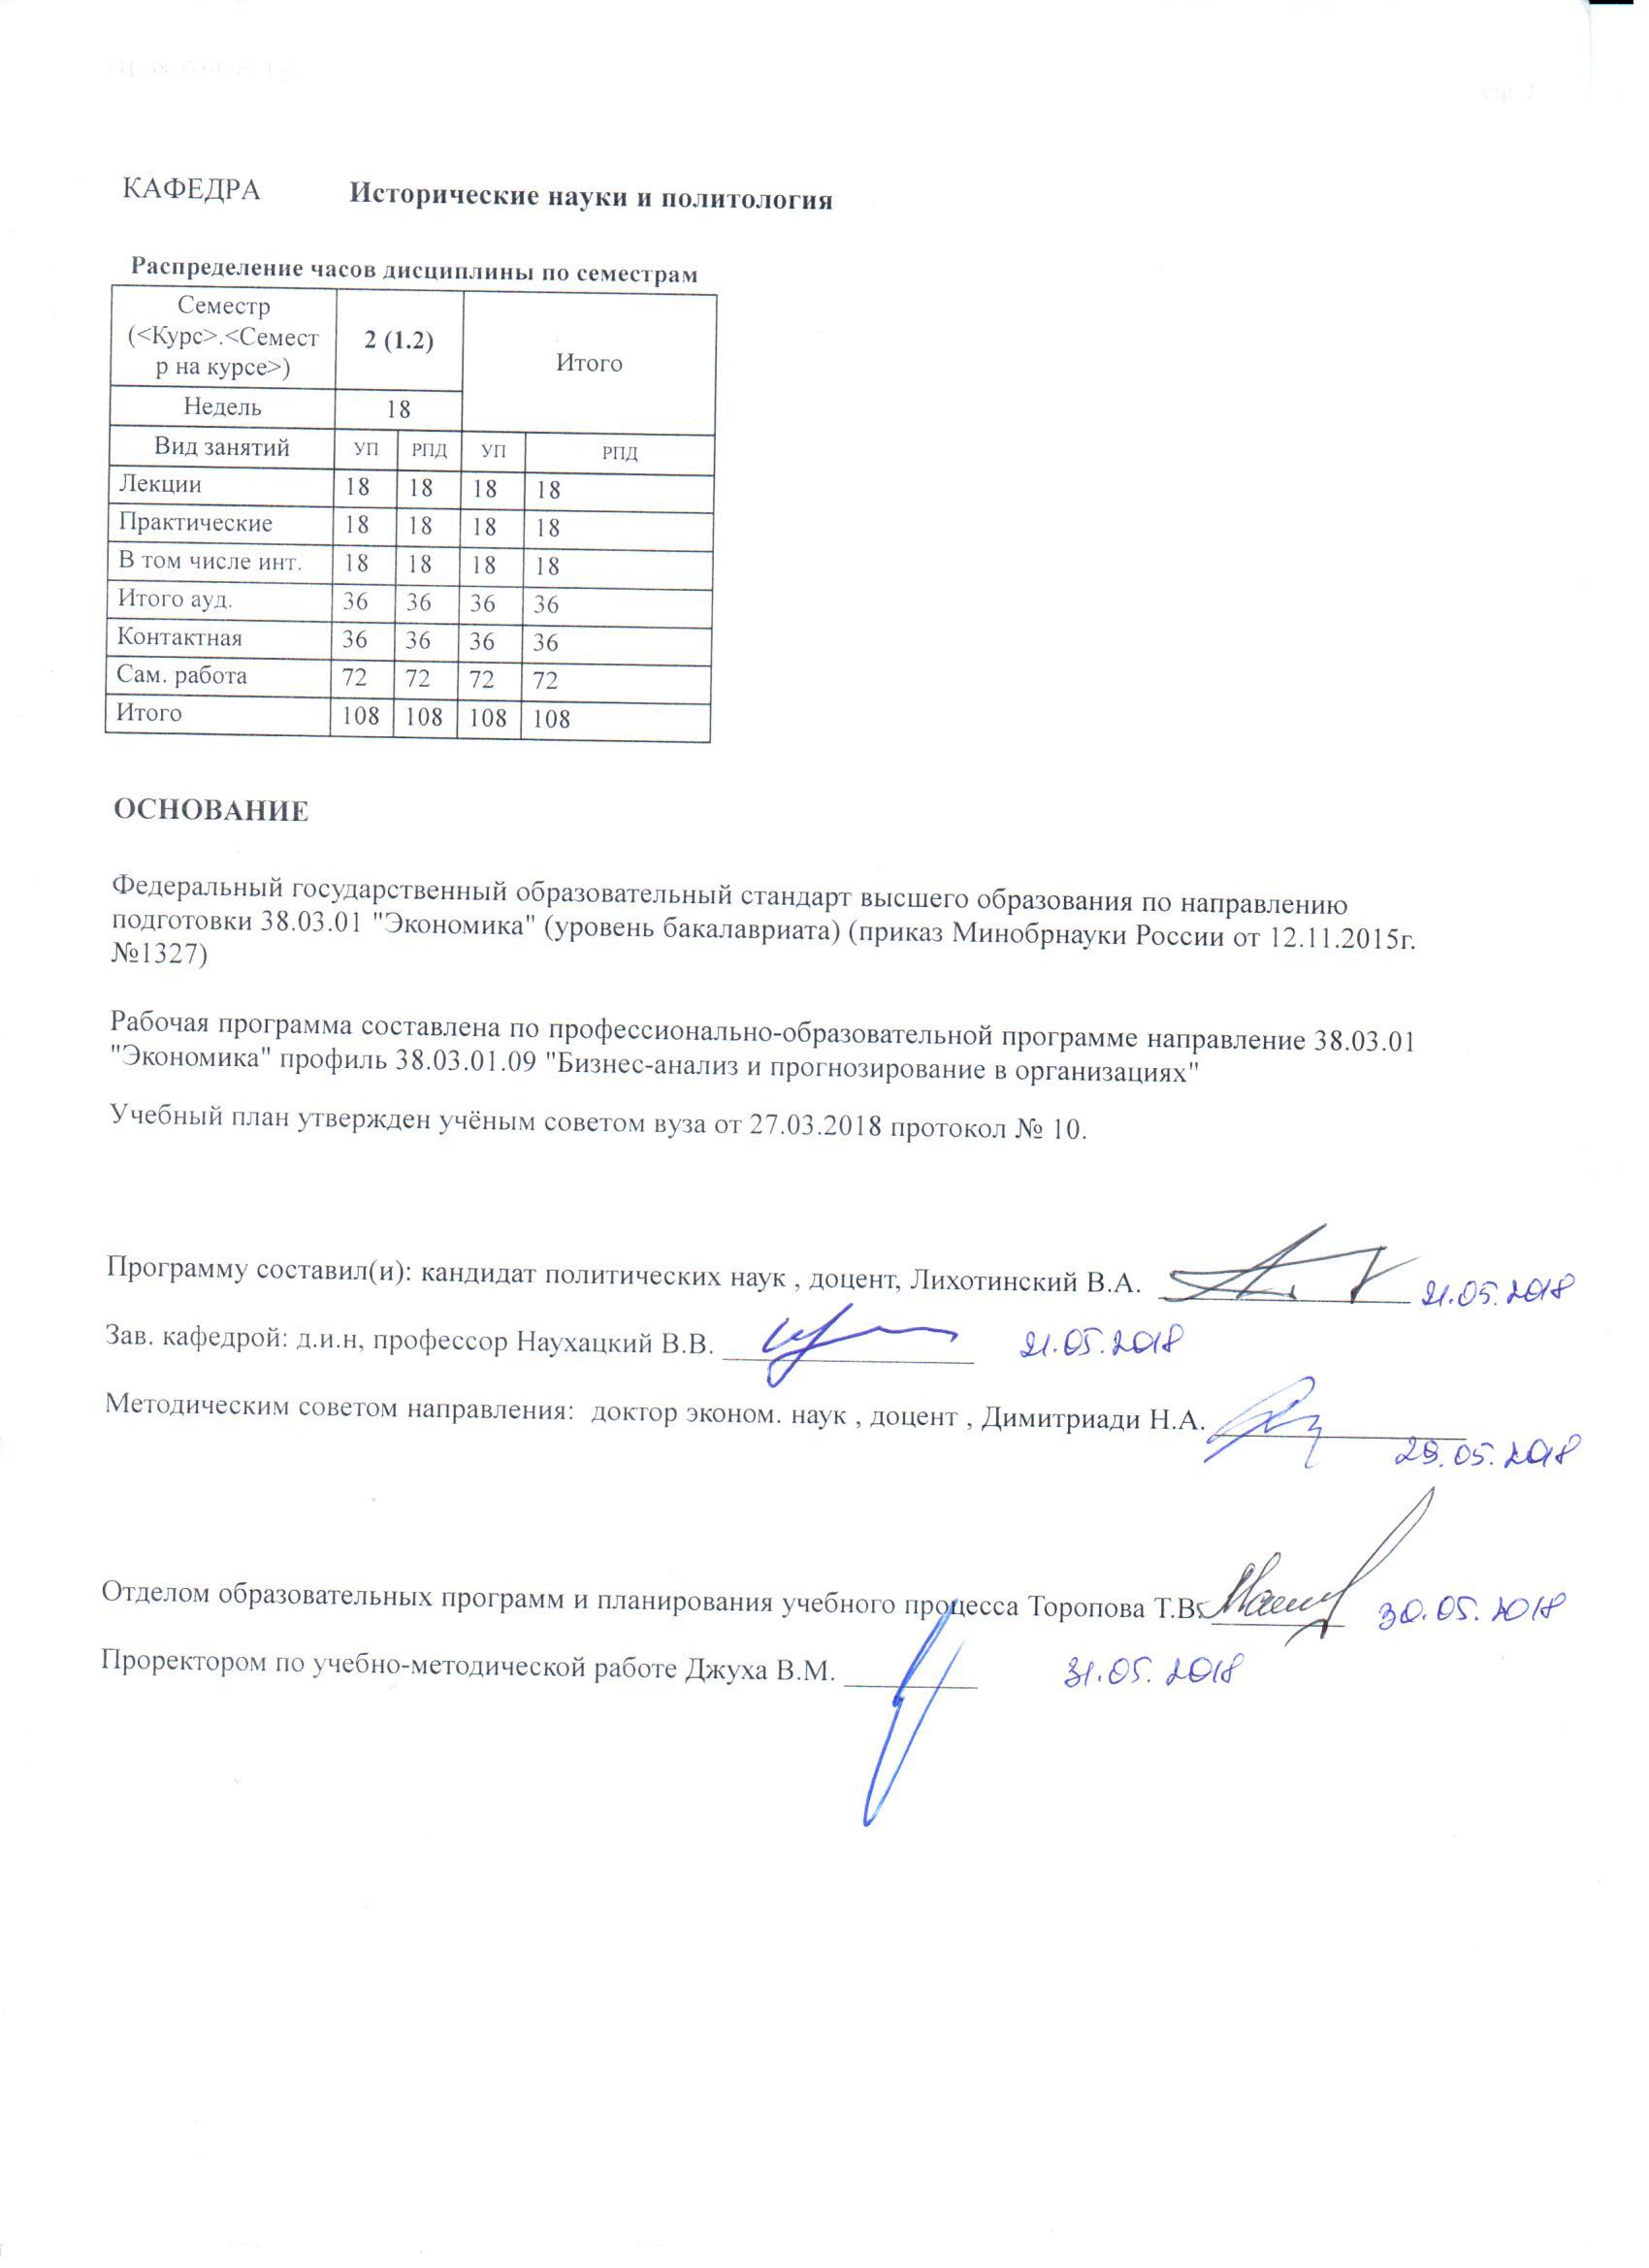 КАФЕДРА Исторические науки и политология
Распределение часов дисциплины по семестрам
Семестр (<Курс>.<Семест р на курсе>) 2 (1.2) Итого
Недель 18
Вид занятий УП РПД УП РПД
Лекции 18 18 18 18
Практические 18 18 18 18
В том числе инт. 18 18 18 18
Итого ауд. 36 36 36 36
Контактная 36 36 36 36
Сам. работа 72 72 72 72
Итого 108 108 108 108
ОСНОВАНИЕ
Федеральный государственный образовательный стандарт высшего образования по направлению
подготовки 38.03.01 "Экономика" (уровень бакалавриата) (приказ Минобрнауки России от 12.11.2015г.
№1327)
Рабочая программа составлена по профессионально-образовательной программе направление 38.03.01
"Экономика" профиль 38.03.01.09 "Бизнес-анализ и прогнозирование в организациях"
Учебный план утвержден учёным советом вуза от 27.03.2018 протокол № 10.
Программу составил(и): кандидат политических наук , доцент, Лихотинский В.А. 21.05.2018
Зав. кафедрой: д.и.н, профессор Наухацкий В.В. 21.05.2018
Методическим советом направления: доктор эконом. наук , доцент , Димитриади Н.А.
29.05.2018
Отделом образовательных программ и планирования учебного процесса Торопова Т.В. 30.05.2018
Проректором по учебно-методической работе Джуха В.М. 31.05.2018